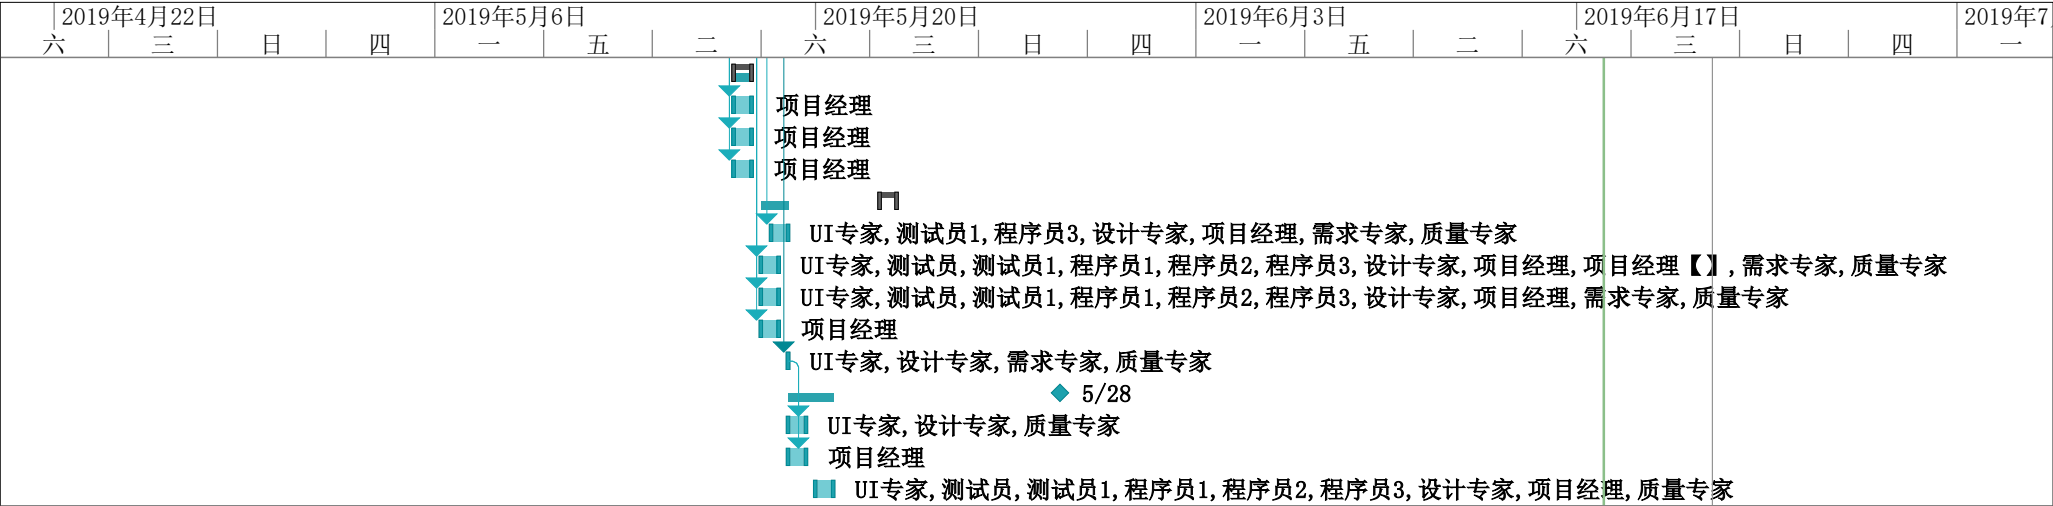 2019年4月22日 2019年5月6日 2019年5月20日 2019年6月3日 2019年6月17日 2019年7
六 三 日 四 一 五 二 六 三 日 四 一 五 二 六 三 日 四 一
项目经理
项目经理
项目经理
UI专家,测试员1,程序员3,设计专家,项目经理,需求专家,质量专家
UI专家,测试员,测试员1,程序员1,程序员2,程序员3,设计专家,项目经理,项目经理【】,需求专家,质量专家
UI专家,测试员,测试员1,程序员1,程序员2,程序员3,设计专家,项目经理,需求专家,质量专家
项目经理
UI专家,设计专家,需求专家,质量专家
5/28
UI专家,设计专家,质量专家
项目经理
UI专家,测试员,测试员1,程序员1,程序员2,程序员3,设计专家,项目经理,质量专家